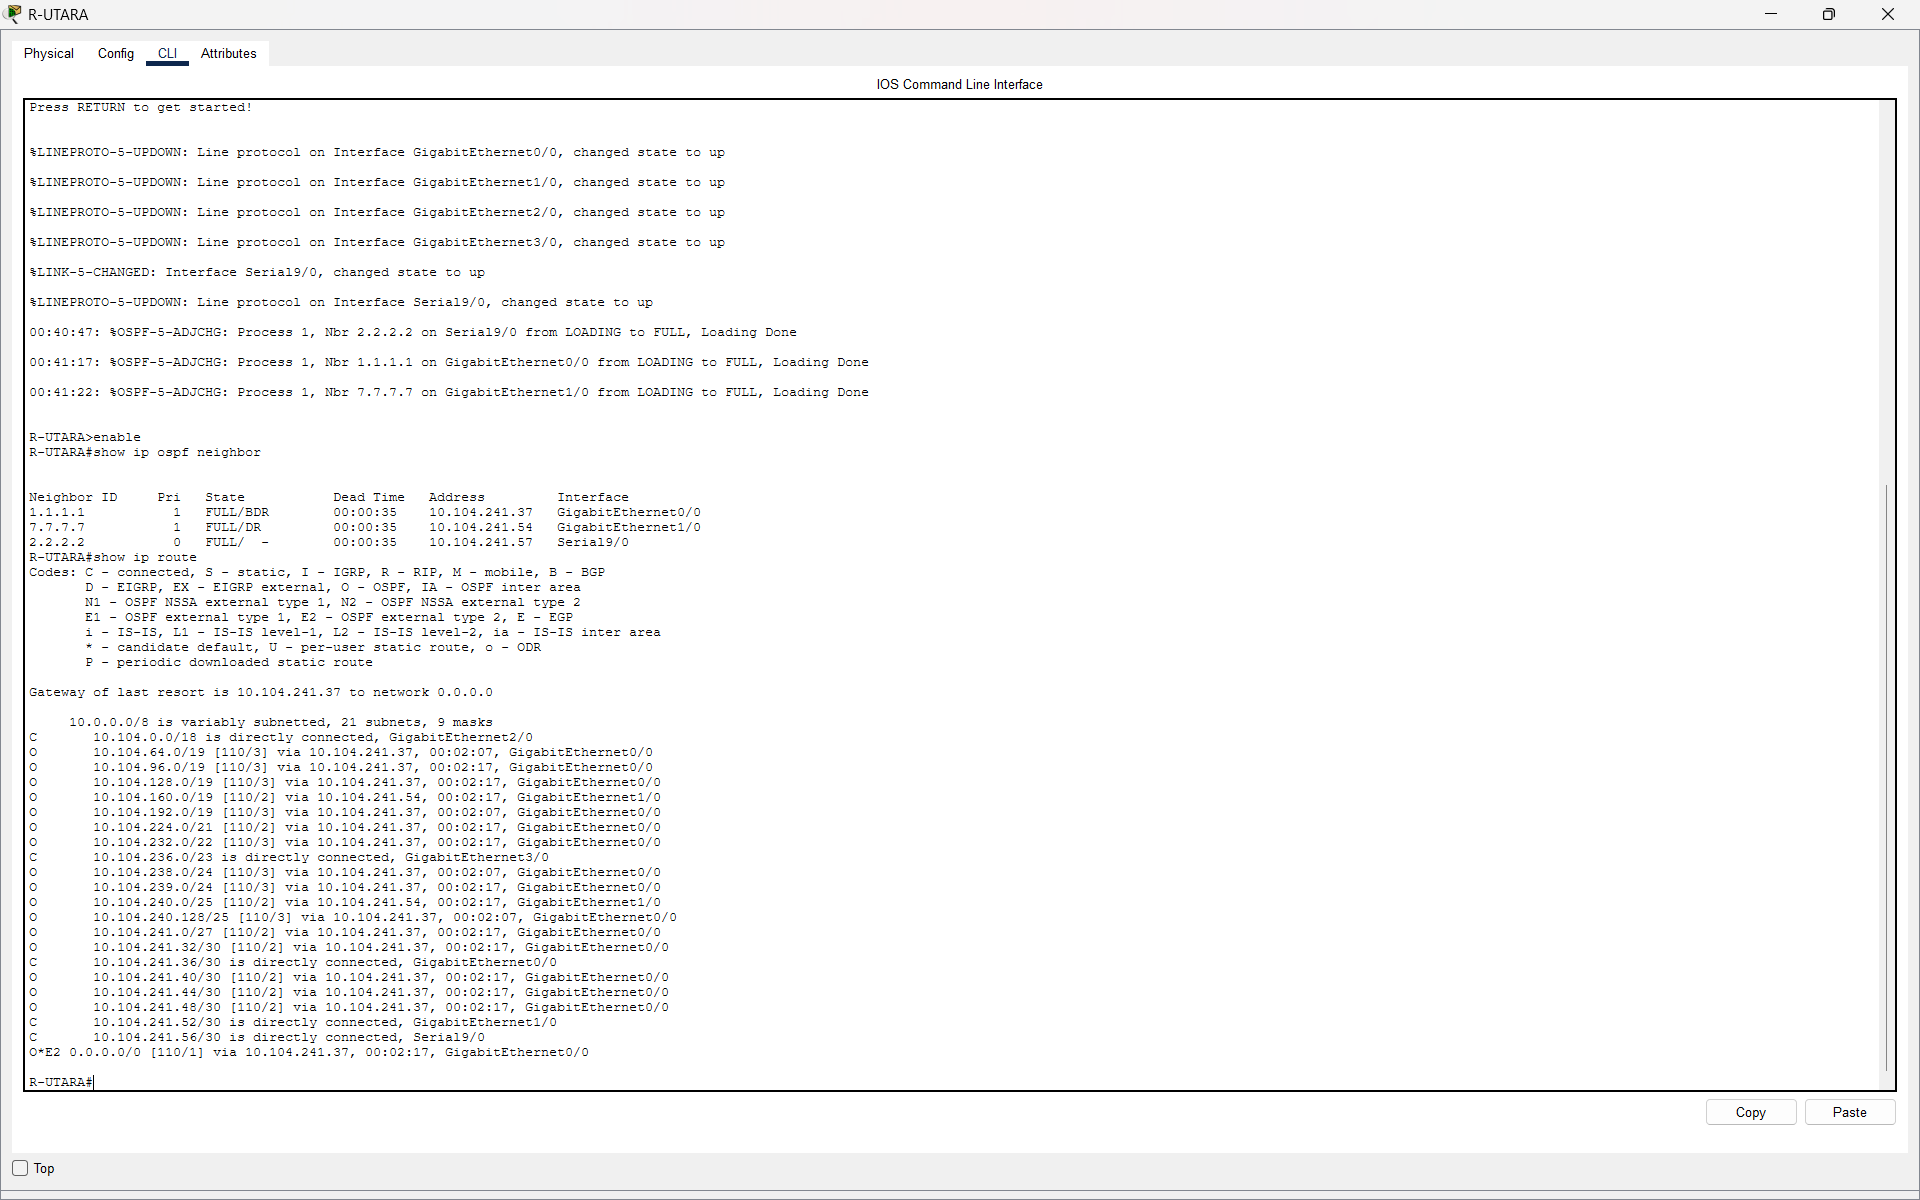 R-UTARA
Physical Config CLI Attributes
IOS Command Line Interface
Press RETURN to get started!
%LINEPROTO-5-UPDOWN: Line protocol on Interface GigabitEthernet0/0, changed state to up
%LINEPROTO-5-UPDOWN: Line protocol on Interface GigabitEthernet1/0, changed state to up
%LINEPROTO-5-UPDOWN: Line protocol on Interface GigabitEthernet2/0, changed state to up
%LINEPROTO-5-UPDOWN: Line protocol on Interface GigabitEthernet3/0, changed state to up
%LINK-5-CHANGED: Interface Serial9/0, changed state to up
%LINEPROTO-5-UPDOWN: Line protocol on Interface Serial9/0, changed state to up
00:40:47: %OSPF-5-ADJCHG: Process 1, Nbr 2.2.2.2 on Serial9/0 from LOADING to FULL, Loading Done
00:41:17: %OSPF-5-ADJCHG: Process 1, Nbr 1.1.1.1 on GigabitEthernet0/0 from LOADING to FULL, Loading Done
00:41:22: %OSPF-5-ADJCHG: Process 1, Nbr 7.7.7.7 on GigabitEthernet1/0 from LOADING to FULL, Loading Done
R-UTARA>enable
R-UTARA#show ip ospf neighbor
Neighbor ID     Pri   State           Dead Time   Address         Interface
1.1.1.1           1   FULL/BDR        00:00:35    10.104.241.37   GigabitEthernet0/0
7.7.7.7           1   FULL/DR         00:00:35    10.104.241.54   GigabitEthernet1/0
2.2.2.2           0   FULL/  -        00:00:35    10.104.241.57   Serial9/0
R-UTARA#show ip route
Codes: C - connected, S - static, I - IGRP, R - RIP, M - mobile, B - BGP
       D - EIGRP, EX - EIGRP external, O - OSPF, IA - OSPF inter area
       N1 - OSPF NSSA external type 1, N2 - OSPF NSSA external type 2
       E1 - OSPF external type 1, E2 - OSPF external type 2, E - EGP
       i - IS-IS, L1 - IS-IS level-1, L2 - IS-IS level-2, ia - IS-IS inter area
       * - candidate default, U - per-user static route, o - ODR
       P - periodic downloaded static route
Gateway of last resort is 10.104.241.37 to network 0.0.0.0
     10.0.0.0/8 is variably subnetted, 21 subnets, 9 masks
C       10.104.0.0/18 is directly connected, GigabitEthernet2/0
O       10.104.64.0/19 [110/3] via 10.104.241.37, 00:02:07, GigabitEthernet0/0
O       10.104.96.0/19 [110/3] via 10.104.241.37, 00:02:17, GigabitEthernet0/0
O       10.104.128.0/19 [110/3] via 10.104.241.37, 00:02:17, GigabitEthernet0/0
O       10.104.160.0/19 [110/2] via 10.104.241.54, 00:02:17, GigabitEthernet1/0
O       10.104.192.0/19 [110/3] via 10.104.241.37, 00:02:07, GigabitEthernet0/0
O       10.104.224.0/21 [110/2] via 10.104.241.37, 00:02:17, GigabitEthernet0/0
O       10.104.232.0/22 [110/3] via 10.104.241.37, 00:02:17, GigabitEthernet0/0
C       10.104.236.0/23 is directly connected, GigabitEthernet3/0
O       10.104.238.0/24 [110/3] via 10.104.241.37, 00:02:07, GigabitEthernet0/0
O       10.104.239.0/24 [110/3] via 10.104.241.37, 00:02:17, GigabitEthernet0/0
O       10.104.240.0/25 [110/2] via 10.104.241.54, 00:02:17, GigabitEthernet1/0
O       10.104.240.128/25 [110/3] via 10.104.241.37, 00:02:07, GigabitEthernet0/0
O       10.104.241.0/27 [110/2] via 10.104.241.37, 00:02:17, GigabitEthernet0/0
O       10.104.241.32/30 [110/2] via 10.104.241.37, 00:02:17, GigabitEthernet0/0
C       10.104.241.36/30 is directly connected, GigabitEthernet0/0
O       10.104.241.40/30 [110/2] via 10.104.241.37, 00:02:17, GigabitEthernet0/0
O       10.104.241.44/30 [110/2] via 10.104.241.37, 00:02:17, GigabitEthernet0/0
O       10.104.241.48/30 [110/2] via 10.104.241.37, 00:02:17, GigabitEthernet0/0
C       10.104.241.52/30 is directly connected, GigabitEthernet1/0
C       10.104.241.56/30 is directly connected, Serial9/0
O*E2 0.0.0.0/0 [110/1] via 10.104.241.37, 00:02:17, GigabitEthernet0/0
R-UTARA#
Copy Paste
Top